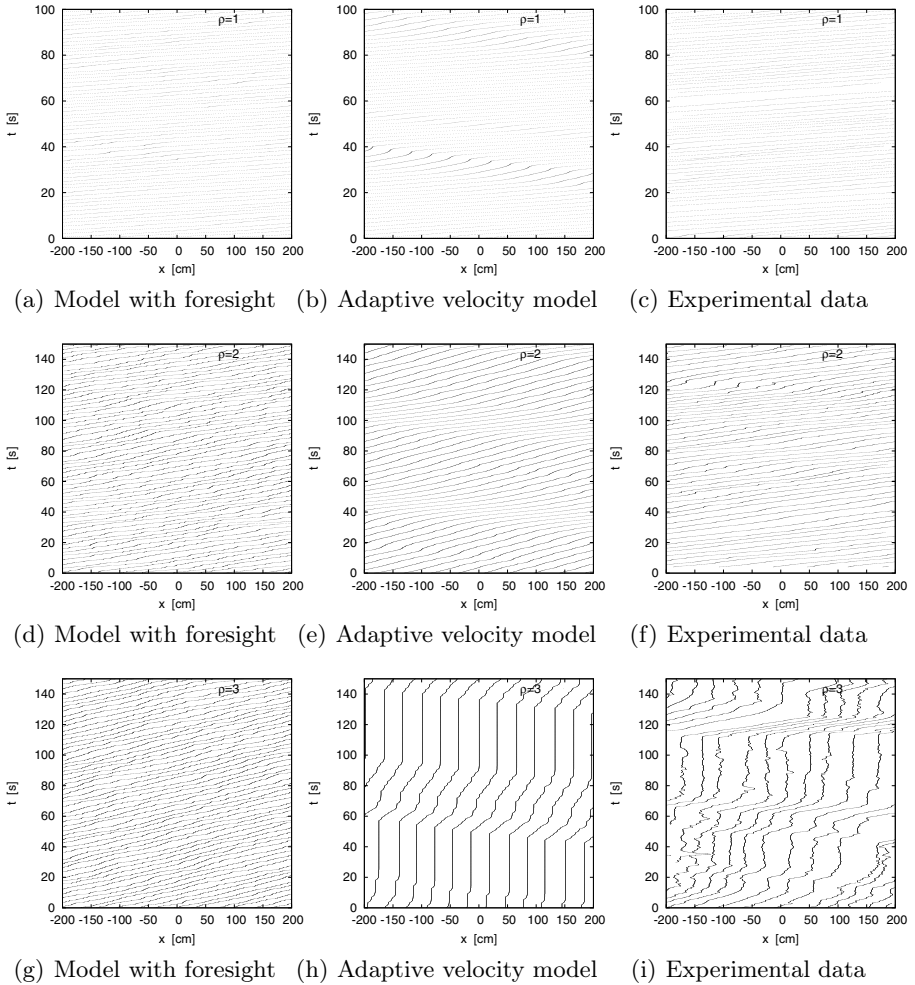 ρ=1 ρ=1 ρ=1
100 100 100
80 80 80
60 60 60
t [s] t [s] t [s]
40 40 40
20 20 20
0 0 0
-200 -150 -100 -50 0 50 100 150 200 -200 -150 -100 -50 0 50 100 150 200 -200 -150 -100 -50 0 50 100 150 200
x [cm] x [cm] x [cm]
(a) Model with foresight (b) Adaptive velocity model (c) Experimental data
ρ=2 ρ=2 ρ=2
140 140 140
120 120 120
100 100 100
t [s] t [s] t [s]
80 80 80
60 60 60
40 40 40
20 20 20
0 0 0
-200 -150 -100 -50 0 50 100 150 200 -200 -150 -100 -50 0 50 100 150 200 -200 -150 -100 -50 0 50 100 150 200
x [cm] x [cm] x [cm]
(d) Model with foresight (e) Adaptive velocity model (f) Experimental data
ρ=3 ρ=3 ρ=3
140 140 140
120 120 120
100 100 100
t [s] t [s] t [s]
80 80 80
60 60 60
40 40 40
20 20 20
0 0 0
-200 -150 -100 -50 0 50 100 150 200 -200 -150 -100 -50 0 50 100 150 200 -200 -150 -100 -50 0 50 100 150 200
x [cm] x [cm] x [cm]
(g) Model with foresight (h) Adaptive velocity model (i) Experimental data